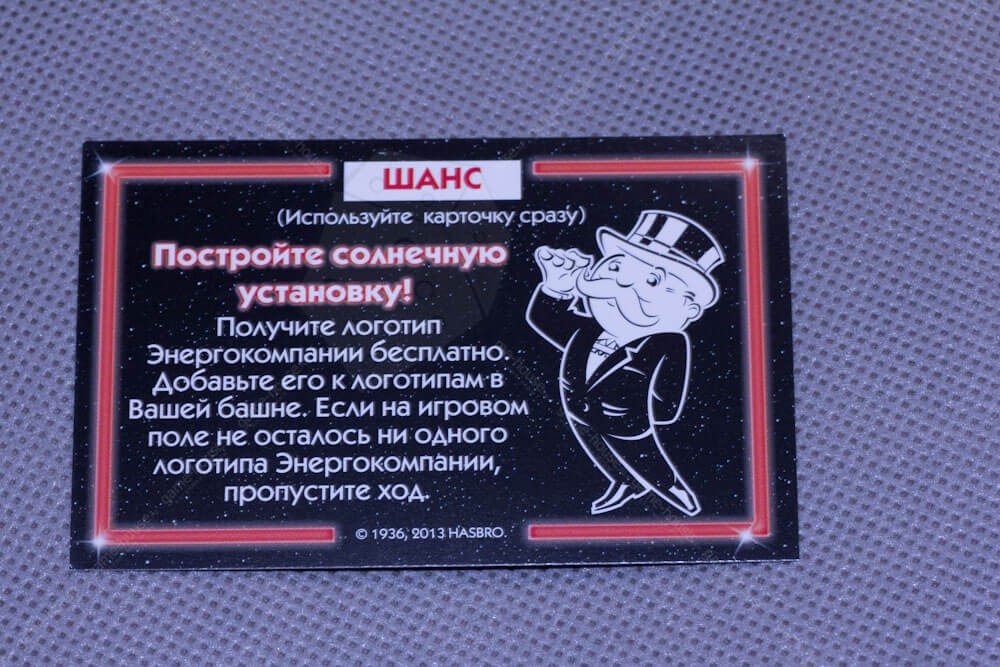 ШАНС
(Используйте карточку сразу)
Постройте солнечную
установку!
Получите логотип
Энергокомпании бесплатно.
Добавьте его к логотипам в
Вашей башне. Если на игровом
поле не осталось ни одного
логотипа Энергокомпании,
пропустите ход.
© 1936, 2013 HASBRO.